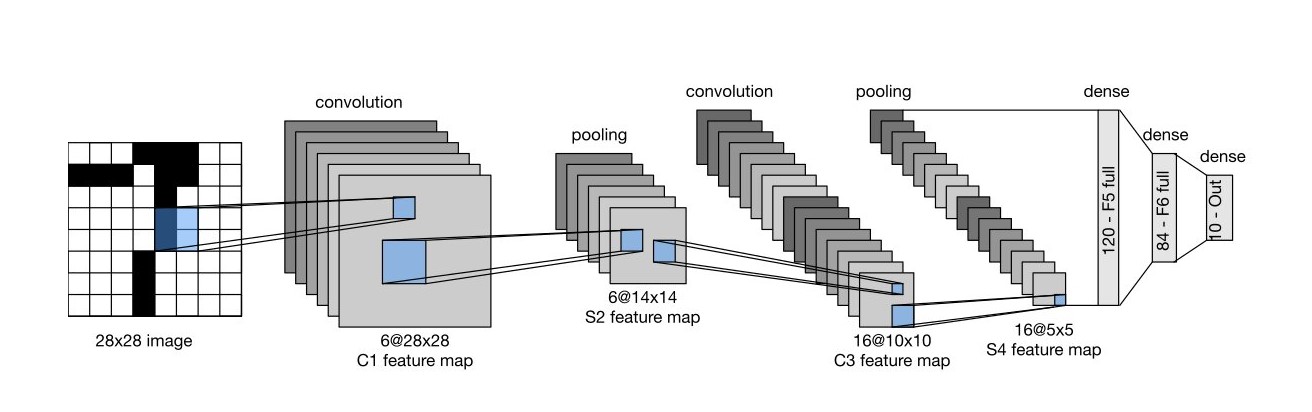 convolution
pooling
convolution
pooling
dense
dense
dense
28x28 image
6@28x28
C1 feature map
6@14x14
S2 feature map
16@10x10
C3 feature map
16@5x5
S4 feature map
120 - F5 full
84 - F6 full
10 - Out